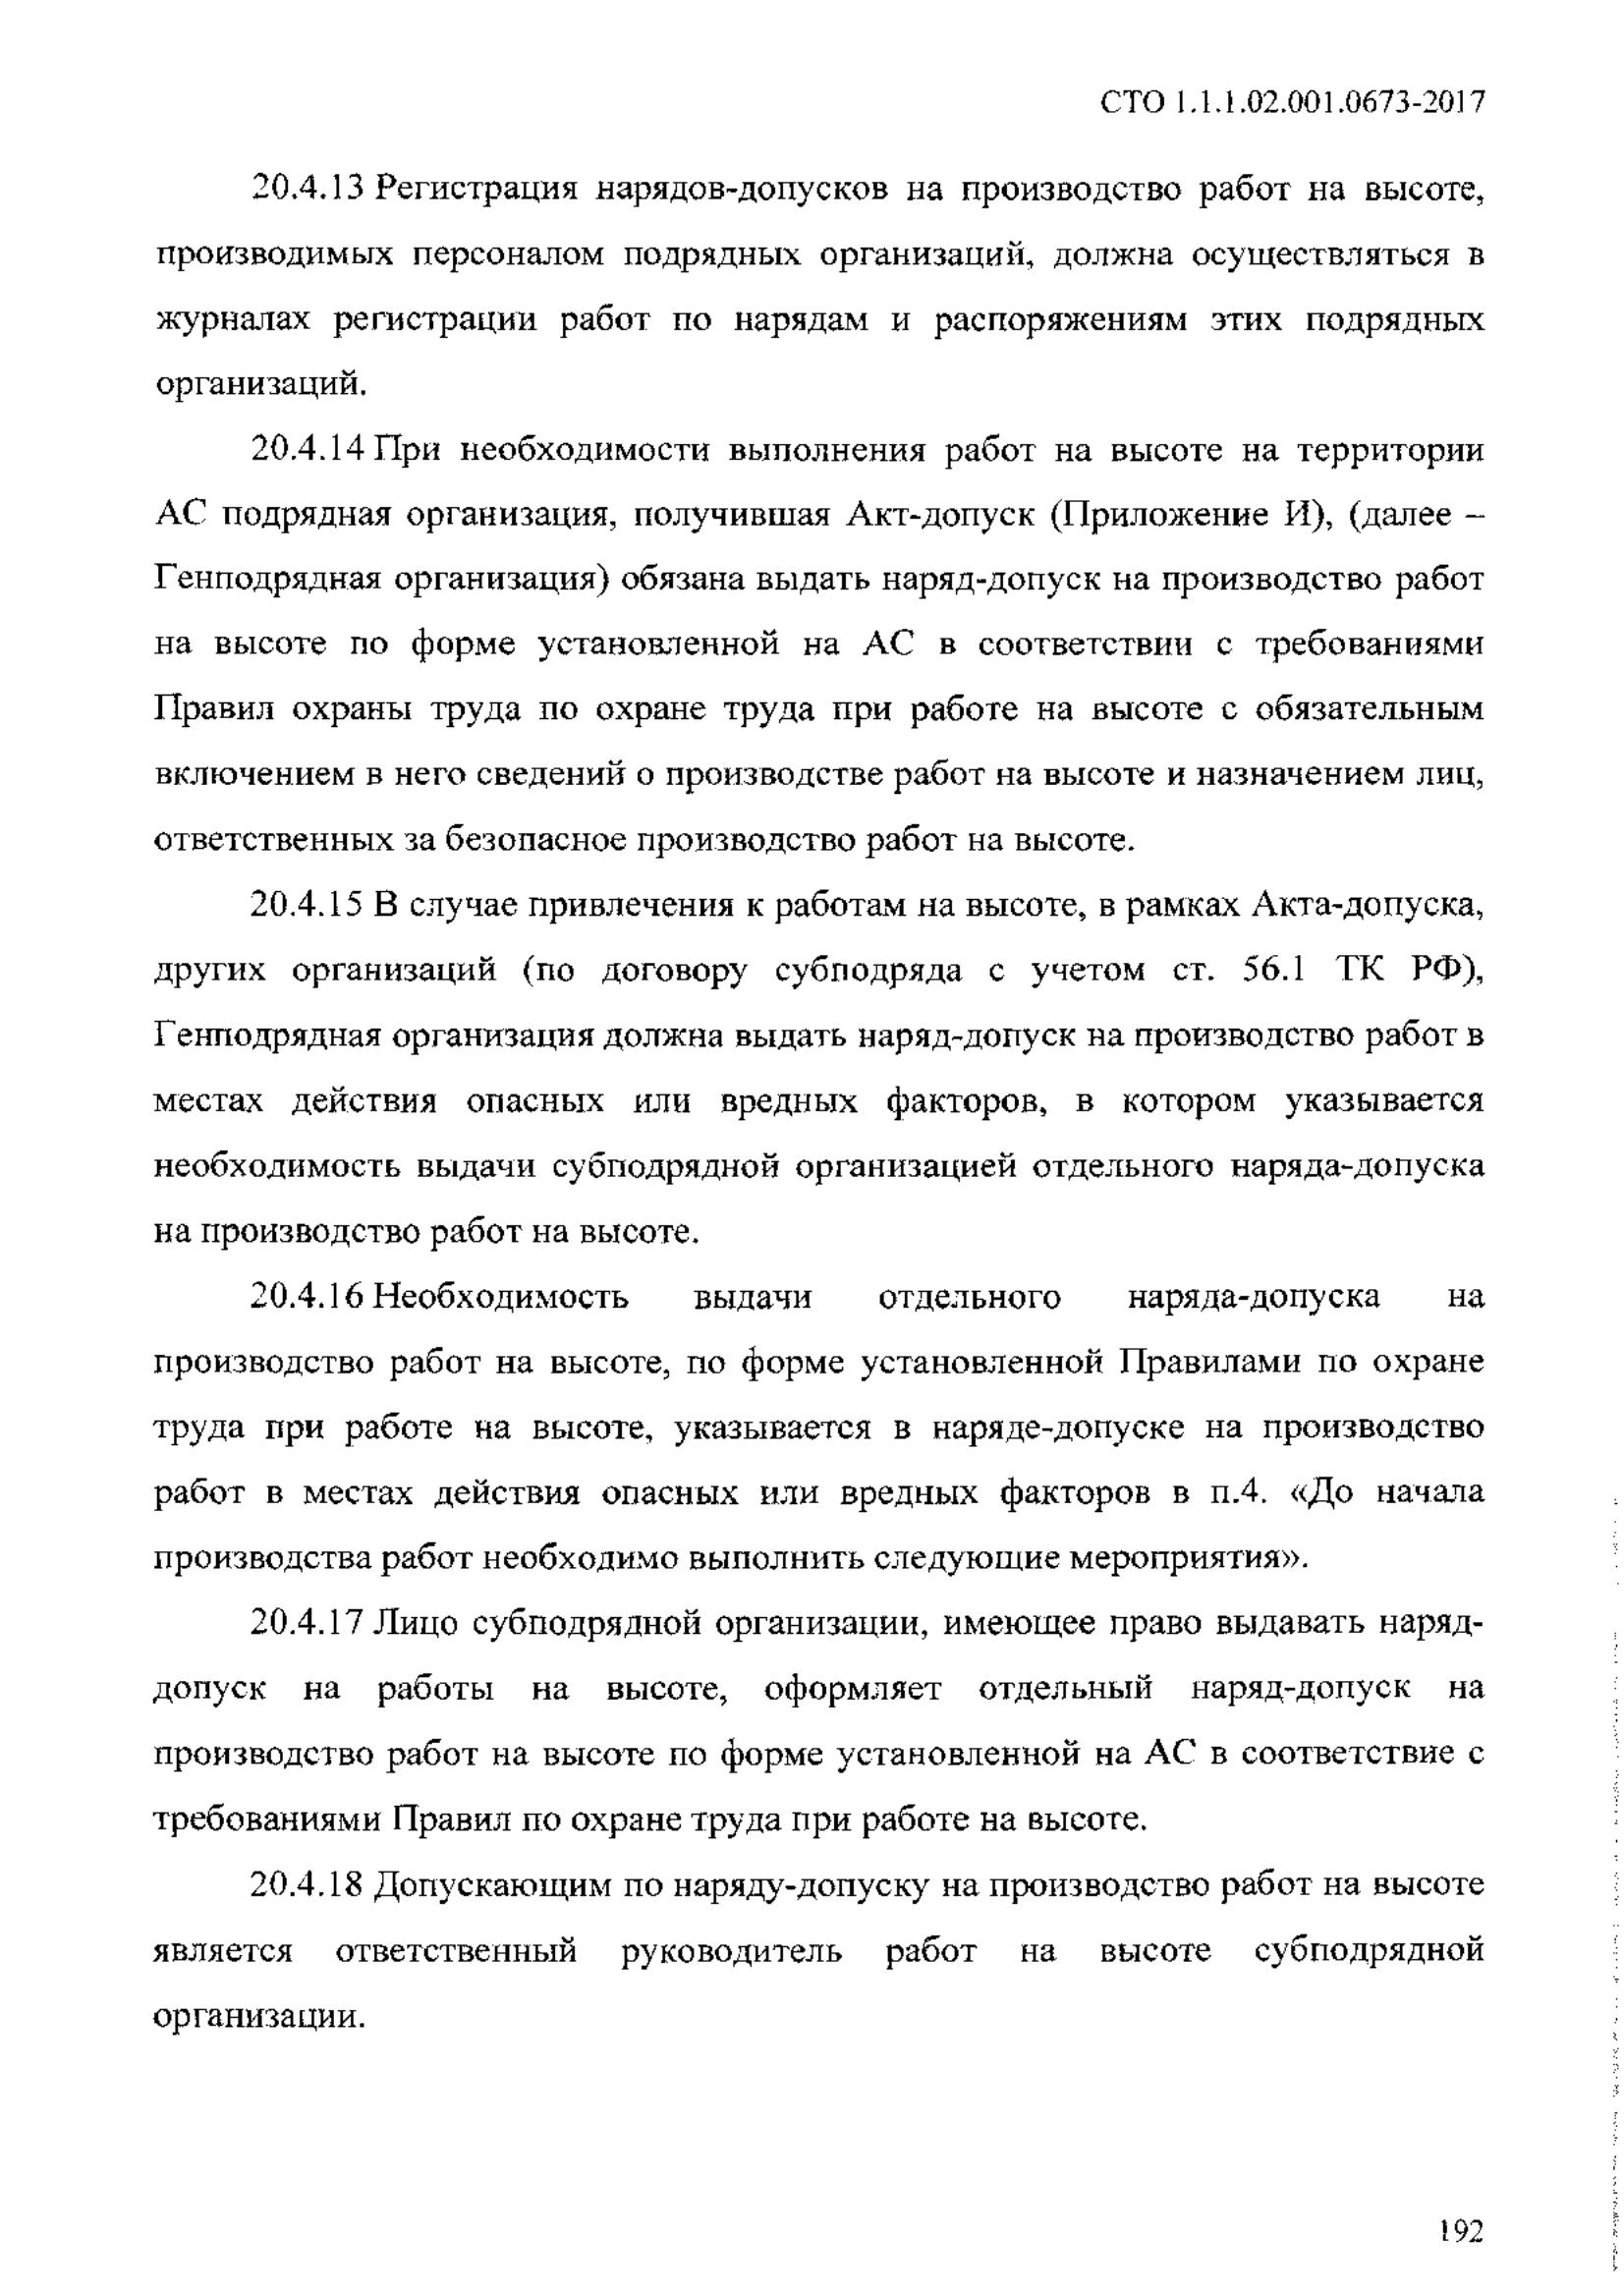 СТО 1.1.1.02.001.0673-2017
20.4.13 Регистрация нарядов-допусков на производство работ на высоте,
производимых персоналом подрядных организаций, должна осуществляться в
журналах регистрации работ по нарядам и распоряжениям этих подрядных
организаций.
20.4.14 При необходимости выполнения работ на высоте на территории
АС подрядная организация, получившая Акт-допуск (Приложение И), (далее –
Генподрядная организация) обязана выдать наряд-допуск на производство работ
на высоте по форме установленной на АС в соответствии с требованиями
Правил охраны труда по охране труда при работе на высоте с обязательным
включением в него сведений о производстве работ на высоте и назначением лиц,
ответственных за безопасное производство работ на высоте.
20.4.15 В случае привлечения к работам на высоте, в рамках Акта-допуска,
других организаций (по договору субподряда с учетом ст. 56.1 ТК РФ),
Генподрядная организация должна выдать наряд-допуск на производство работ в
местах действия опасных или вредных факторов, в котором указывается
необходимость выдачи субподрядной организацией отдельного наряда-допуска
на производство работ на высоте.
20.4.16 Необходимость выдачи отдельного наряда-допуска на
производство работ на высоте, по форме установленной Правилами по охране
труда при работе на высоте, указывается в наряде-допуске на производство
работ в местах действия опасных или вредных факторов в п.4. «До начала
производства работ необходимо выполнить следующие мероприятия».
20.4.17 Лицо субподрядной организации, имеющее право выдавать наряд-
допуск на работы на высоте, оформляет отдельный наряд-допуск на
производство работ на высоте по форме установленной на АС в соответствие с
требованиями Правил по охране труда при работе на высоте.
20.4.18 Допускающим по наряду-допуску на производство работ на высоте
является ответственный руководитель работ на высоте субподрядной
организации.
192